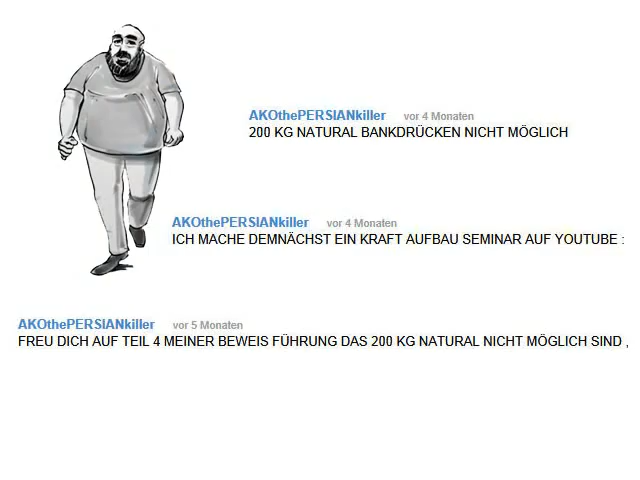 AKOthePERSIANkiller vor 4 Monaten
200 KG NATURAL BANKDRÜCKEN NICHT MÖGLICH
AKOthePERSIANkiller vor 4 Monaten
ICH MACHE DEMNÄCHST EIN KRAFT AUFBAU SEMINAR AUF YOUTUBE :
AKOthePERSIANkiller vor 5 Monaten
FREU DICH AUF TEIL 4 MEINER BEWEIS FÜHRUNG DAS 200 KG NATURAL NICHT MÖGLICH SIND ,